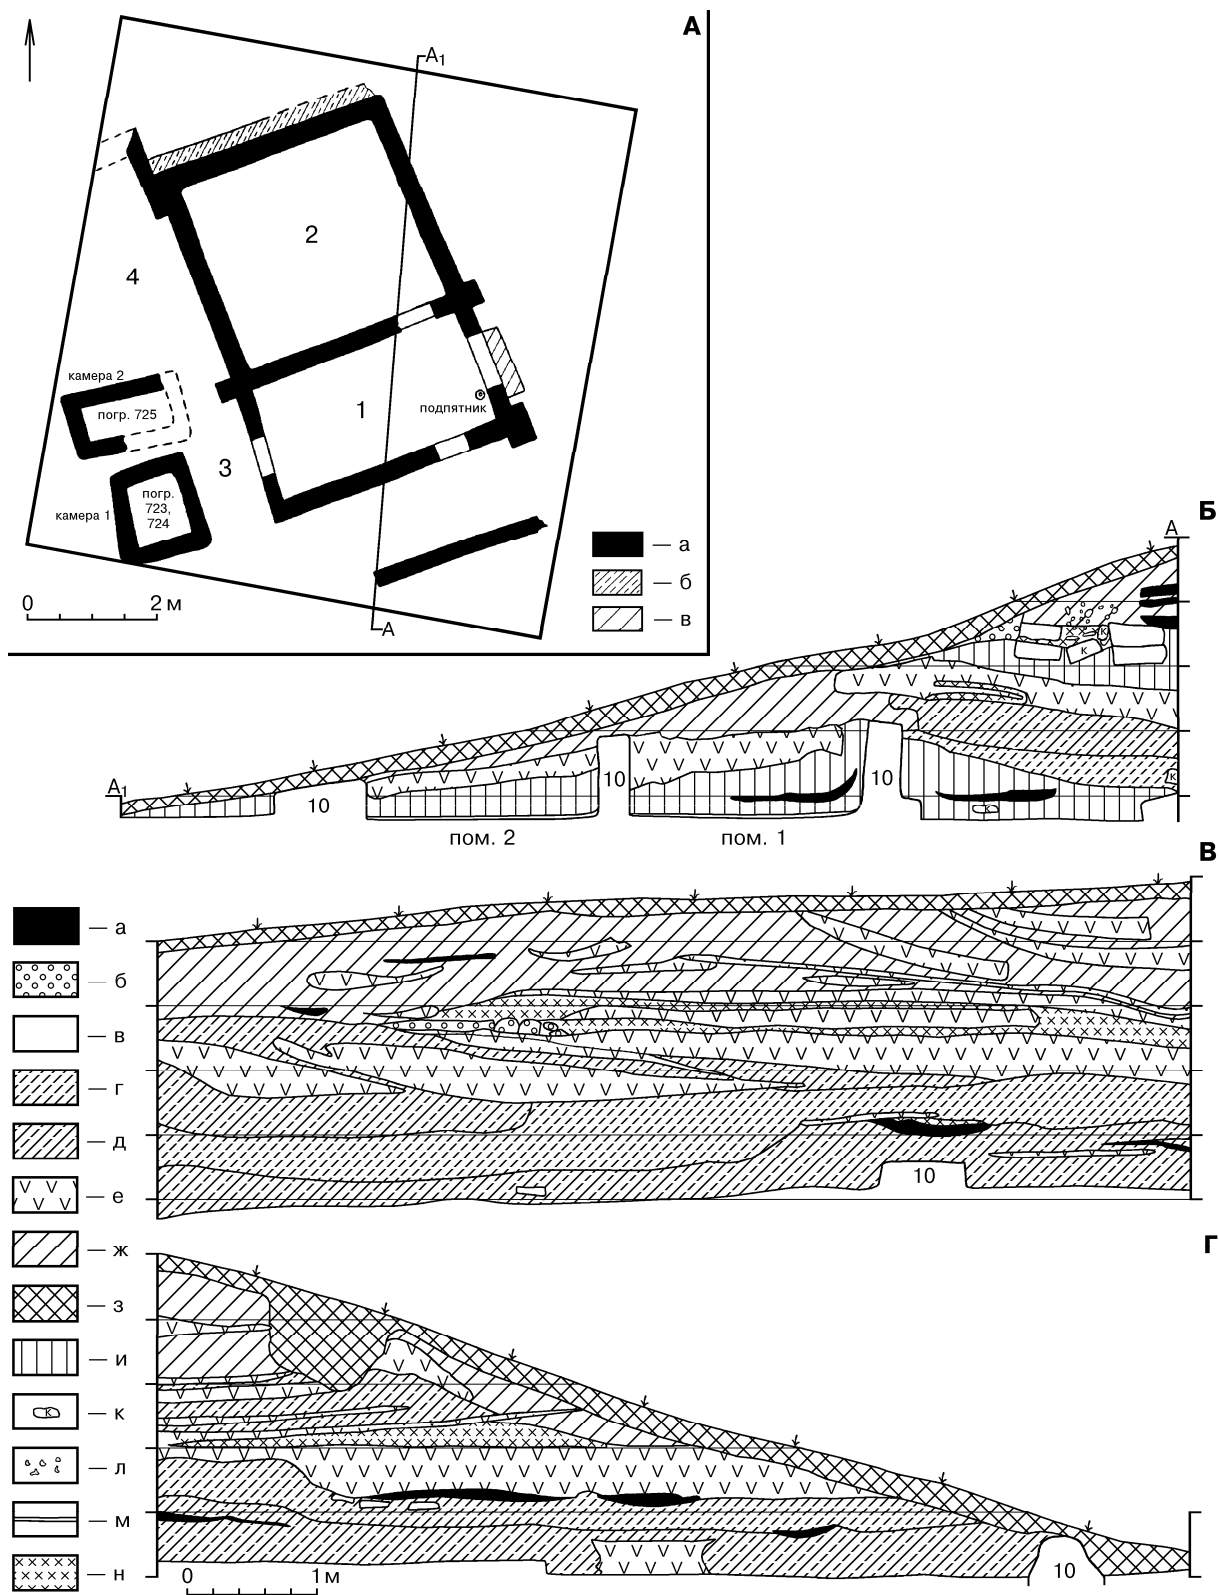 А
А₁
2
4
камера 2
погр. 725
1
подпятник
3
погр.
723,
724
камера 1
— а
— б
— в
0 2 м
А
Б
А
к
к
к
А₁
10
10
10
к
пом. 2
пом. 1
В
— а
— б
— в
— г
— д
— е
— ж
— з
— и
к — к
— л
— м
— н
10
Г
10
0 1 м